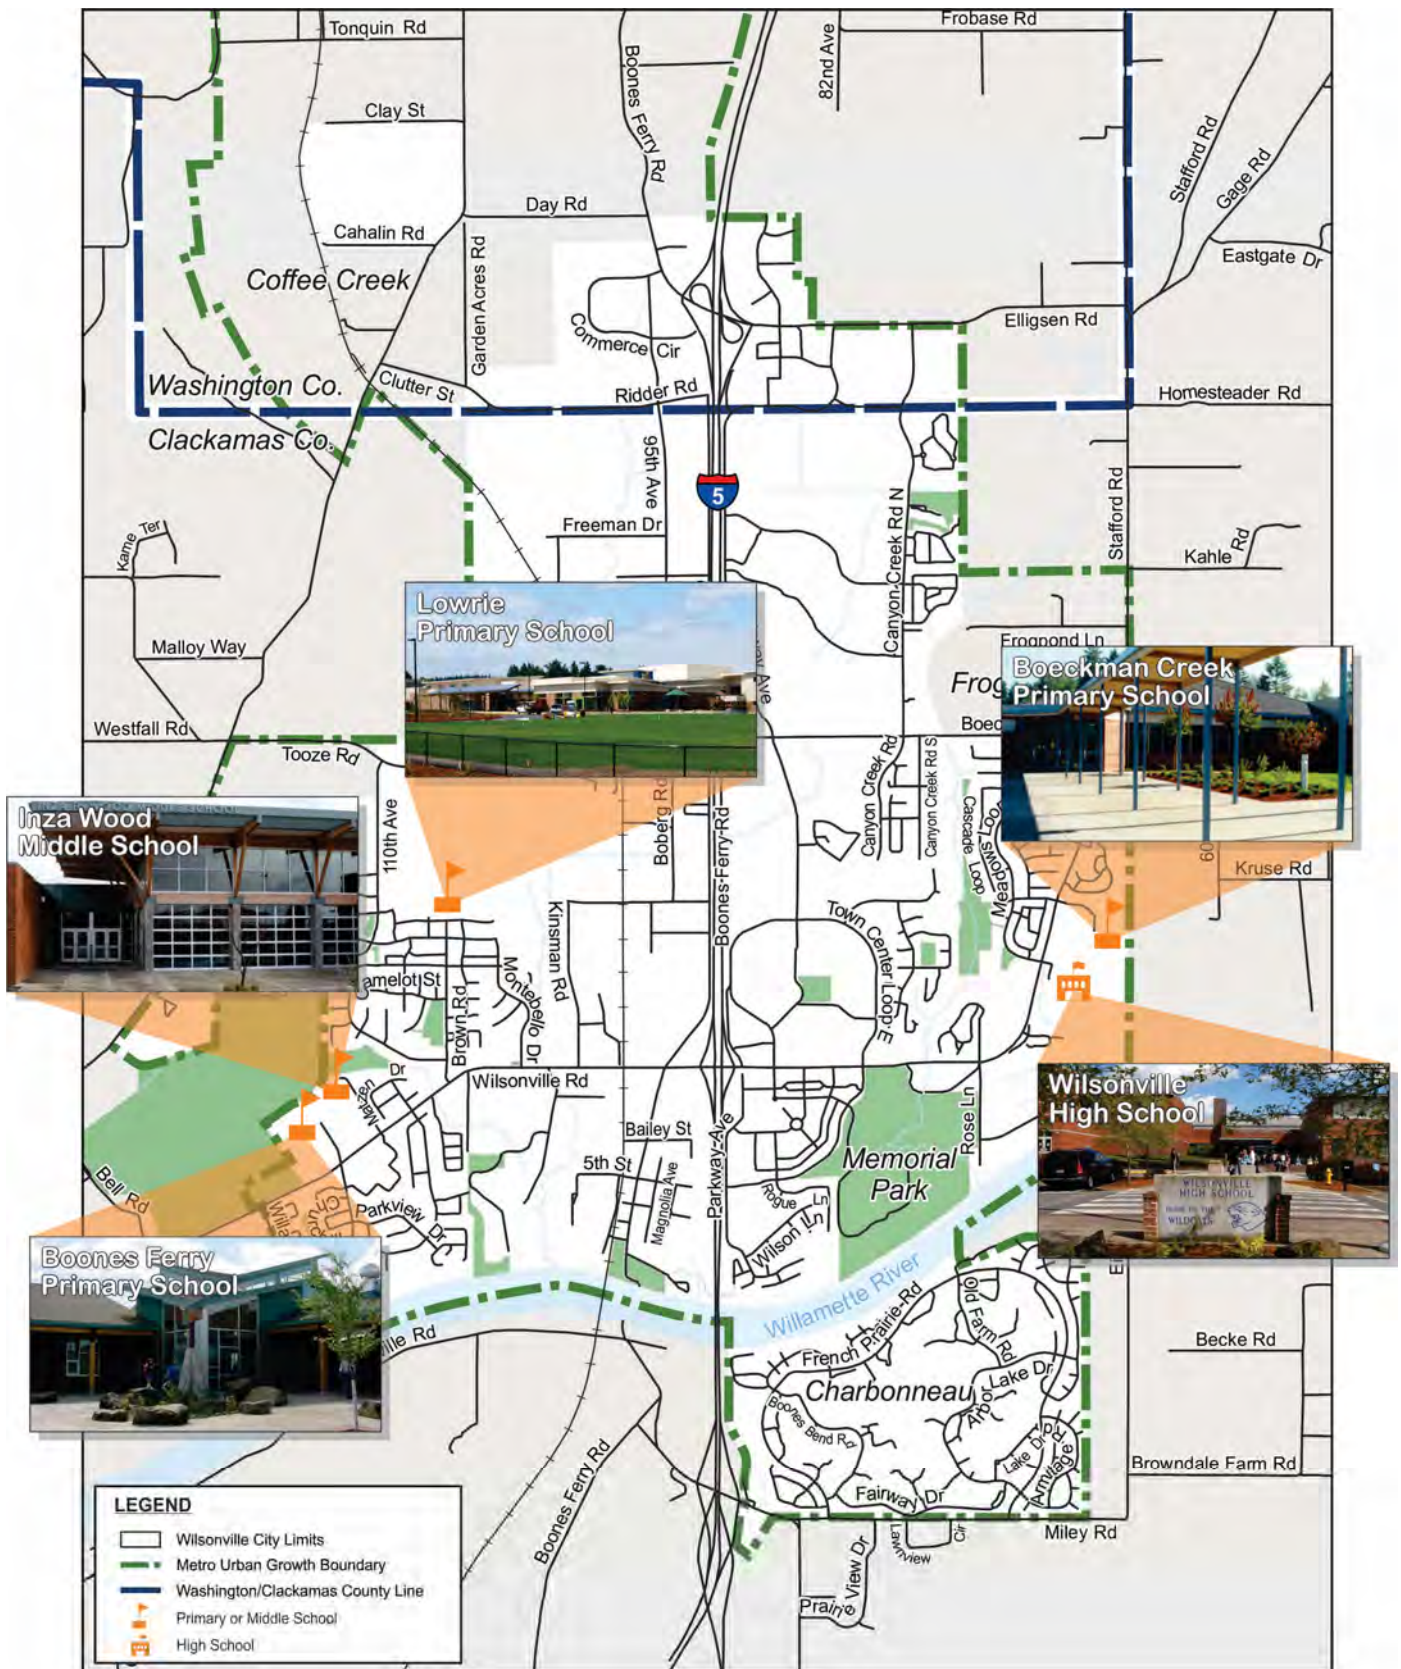 Tonquin Rd
Frobase Rd
82nd Ave
Boones Ferry Rd
Clay St
Stafford Rd
Gage Rd
Day Rd
Cahalin Rd
Eastgate Dr
Coffee Creek
Garden Acres Rd
Elligsen Rd
Commerce Cir
Washington Co.
Clutter St
Ridder Rd
Homesteader Rd
Clackamas Co.
95th Ave
5
Canyon Creek Rd N
Stafford Rd
Freeman Dr
Kame Ter
Kahle Rd
Lowrie
Primary School
Malloy Way
Frogpond Ln
Boeckman Creek
Primary School
Westfall Rd
Tooze Rd
110th Ave
Boberg Rd
Boones Ferry Rd
Canyon Creek Rd
Canyon Creek Rd S
Cascade Loop
Meadows Loop
Kruse Rd
Inza Wood
Middle School
Kinsman Rd
Town Center Loop E
Montebello Dr
Brown Rd
Wilsonville Rd
Matzen Dr
Rose Ln
Wilsonville
High School
WILSONVILLE
HIGH SCHOOL
Bailey St
5th St
Magnolia Ave
Parkway Ave
Memorial
Park
Rogue Ln
Wilson Ln
Bell Rd
Parkview Dr
Boones Ferry
Primary School
Willamette River
Old Farm Rd
French Prairie Rd
Becke Rd
Charbonneau
Arbor Lake Dr
Boones Bend Rd
Lake Dr
Armitage Rd
Browndale Farm Rd
Fairway Dr
Boones Ferry Rd
Miley Rd
Lawnview Cir
Prairie View Dr
LEGEND
Wilsonville City Limits
Metro Urban Growth Boundary
Washington/Clackamas County Line
Primary or Middle School
High School